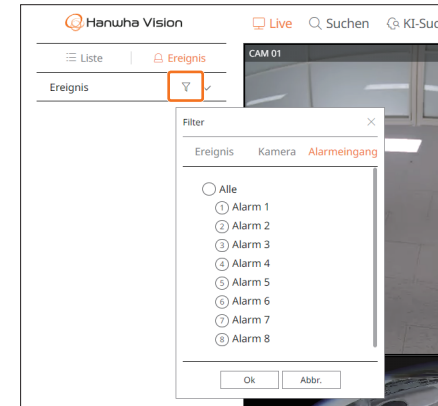 Hanwha Vision
Live
Suchen
Liste
Ereignis
CAM 01
Ereignis
Filter
Ereignis
Kamera
Alarmeingang
Alle
1 Alarm 1
2 Alarm 2
3 Alarm 3
4 Alarm 4
5 Alarm 5
6 Alarm 6
7 Alarm 7
8 Alarm 8
Ok
Abbr.